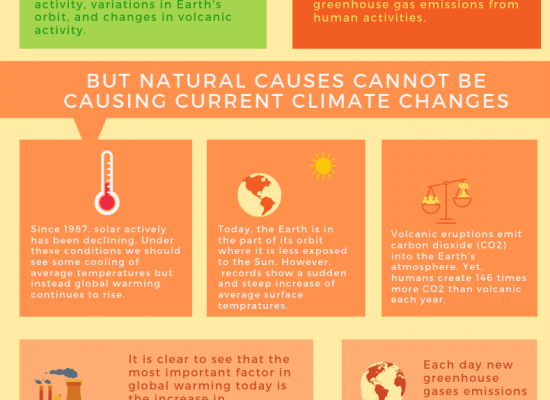 activity, variations in Earth's
orbit, and changes in volcanic
activity.
greenhouse gas emissions from
human activities.
BUT NATURAL CAUSES CANNOT BE
CAUSING CURRENT CLIMATE CHANGES
Since 1987, solar actively
has been declining. Under
these conditions we should
see some cooling of
average temperatures but
instead global warming
continues to rise.
Today, the Earth is in
the part of its orbit
where it is less exposed
to the Sun. However,
records show a sudden
and steep increase of
average surface
tempratures.
Volcanic eruptions emit
carbon dioxide (CO2)
into the Earth's
atmosphere. Yet,
humans create 146 times
more CO2 than volcanic
each year.
It is clear to see that the
most important factor in
global warming today is
the increase in
Each day new
greenhouse
gases emissions